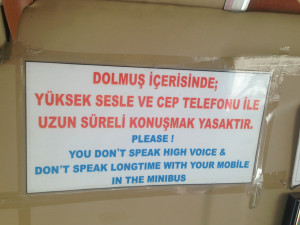 DOLMUŞ İÇERİSİNDE;
YÜKSEK SESLE VE CEP TELEFONU İLE
UZUN SÜRELİ KONUŞMAK YASAKTIR.
PLEASE !
YOU DON'T SPEAK HIGH VOICE &
DON'T SPEAK LONGTIME WITH YOUR MOBILE
IN THE MINIBUS